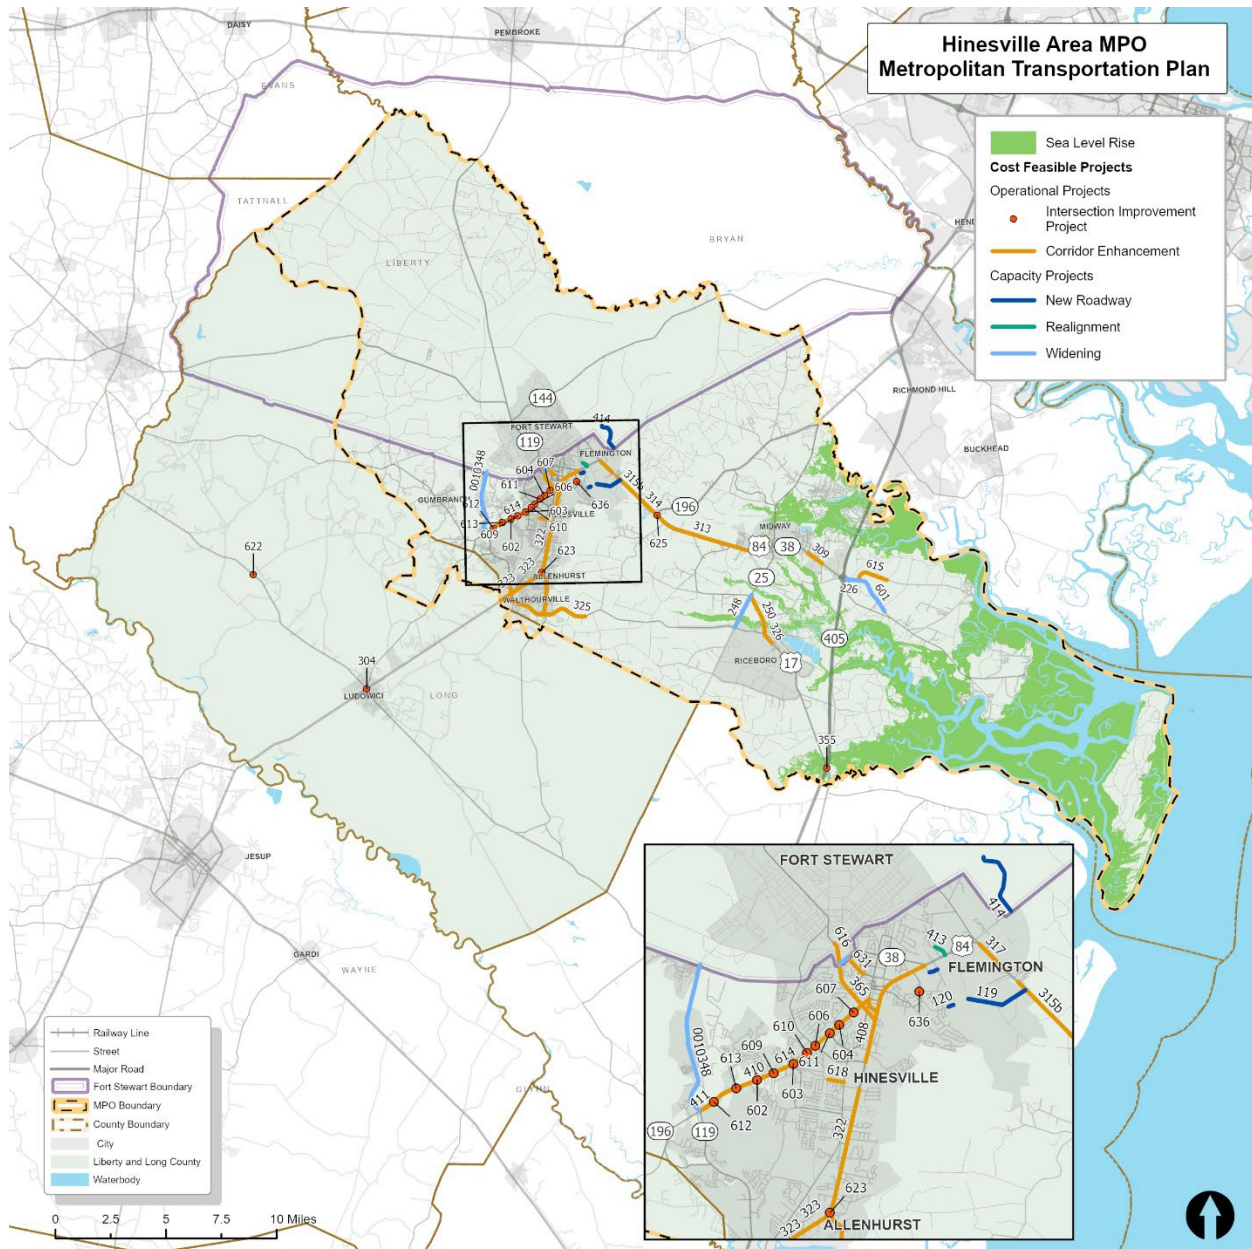 Hinesville Area MPO
Metropolitan Transportation Plan
Sea Level Rise
Cost Feasible Projects
Operational Projects
Intersection Improvement
Project
Corridor Enhancement
Capacity Projects
New Roadway
Realignment
Widening
DAISY
PEMBROKE
EVANS
TATTNALL
BRYAN
LIBERTY
RICHMOND HILL
BUCKHEAD
144
FORT STEWART
414
119
FLEMINGTON
607
604
606
611
0010348
GUMBRANCH
612
614
613
609
602
603
610
322
636
315b
314
196
313
625
MIDWAY
84
38
309
615
601
226
25
248
250
326
405
RICEBORO
17
622
623
323
323
ALLENHURST
WALTHOURVILLE
325
304
LUDOWICI
LONG
355
JESUP
GARDI
WAYNE
GLYNN
Railway Line
Street
Major Road
Fort Stewart Boundary
MPO Boundary
County Boundary
City
Liberty and Long County
Waterbody
0
2.5
5
7.5
10 Miles
FORT STEWART
414
616
631
38
413
84
317
FLEMINGTON
365
607
606
610
120
119
315b
636
408
609
613
614
611
604
410
0010348
618
HINESVILLE
603
411
602
612
196
119
322
623
323
323
ALLENHURST